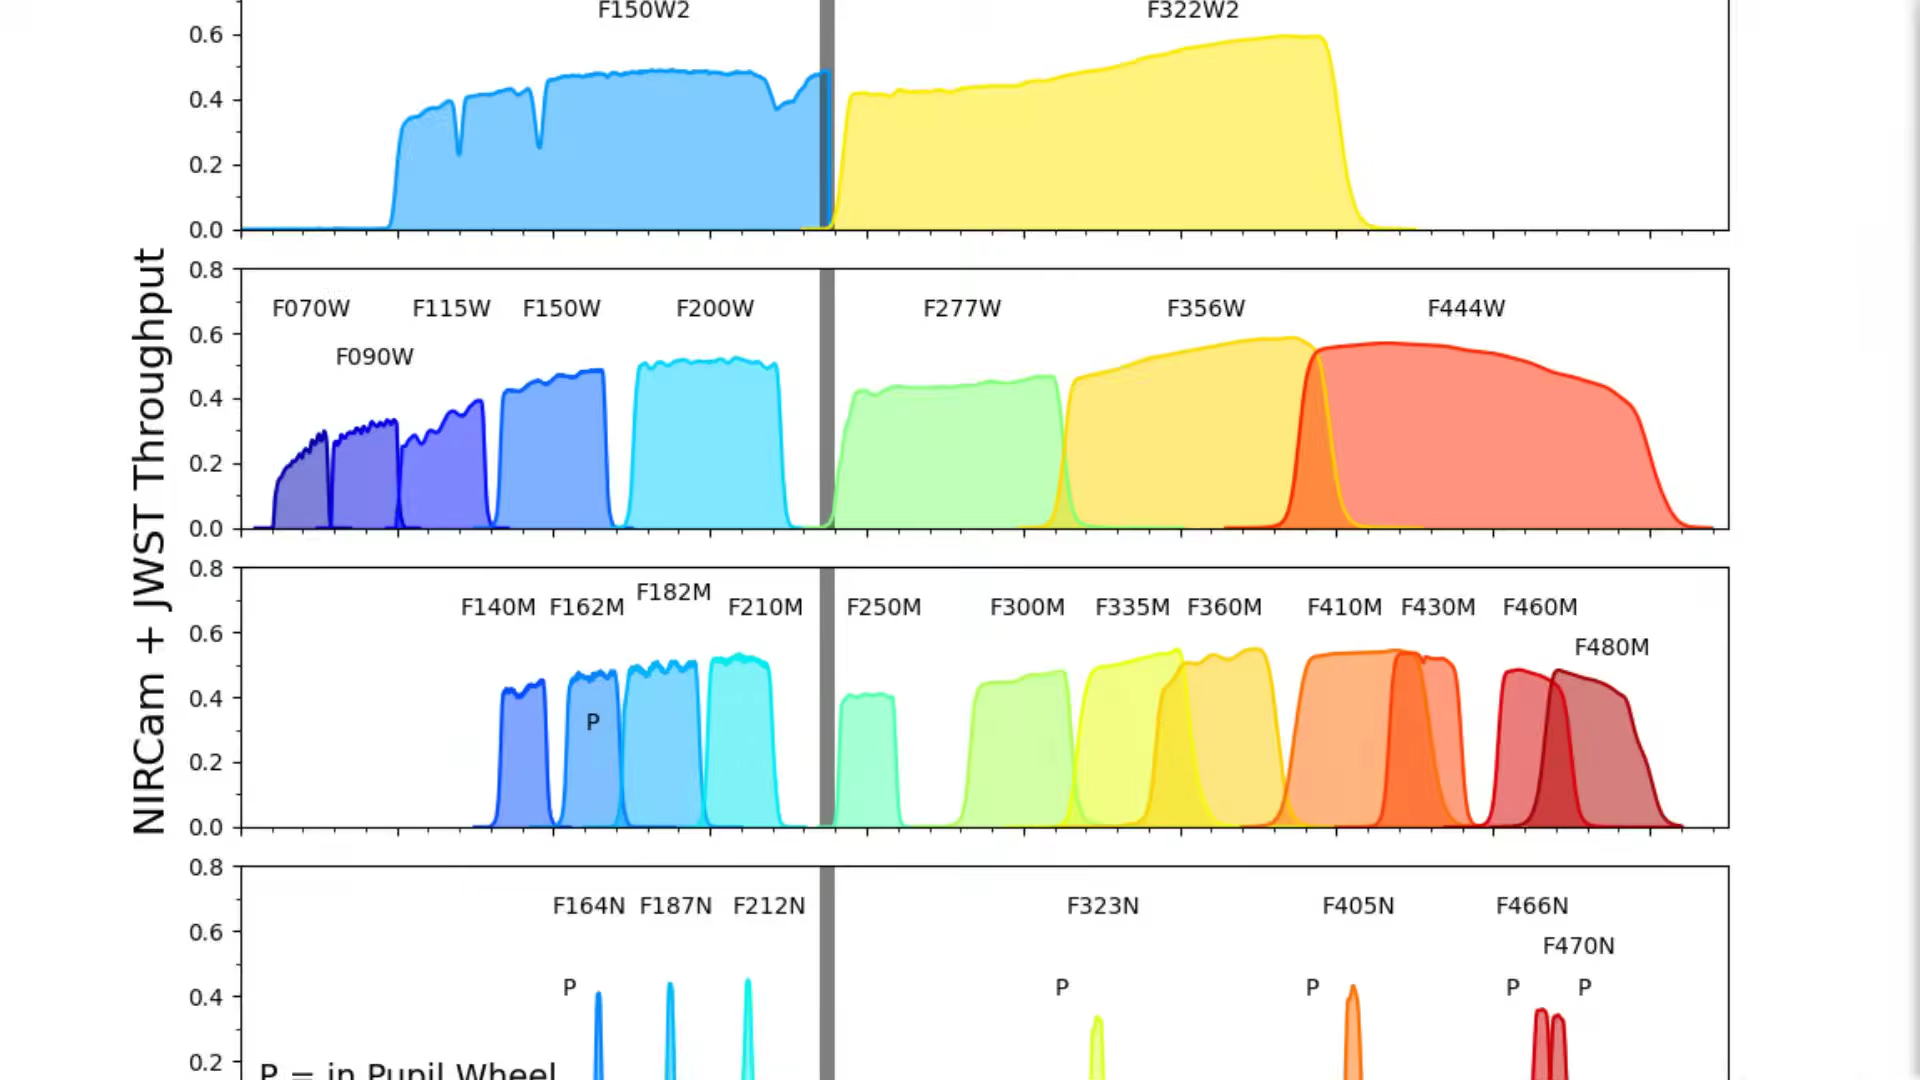 F150W2 F322W2
0.6
0.4
0.2
0.0
NIRCam + JWST Throughput
0.8
F070W F115W F150W F200W F277W F356W F444W
0.6
F090W
0.4
0.2
0.0
0.8
F182M
F140M F162M F210M F250M F300M F335M F360M F410M F430M F460M
0.6
F480M
0.4
P
0.2
0.0
0.8
F164N F187N F212N F323N F405N F466N
0.6
F470N
0.4
P P P P P
0.2
P = in Pupil Wheel